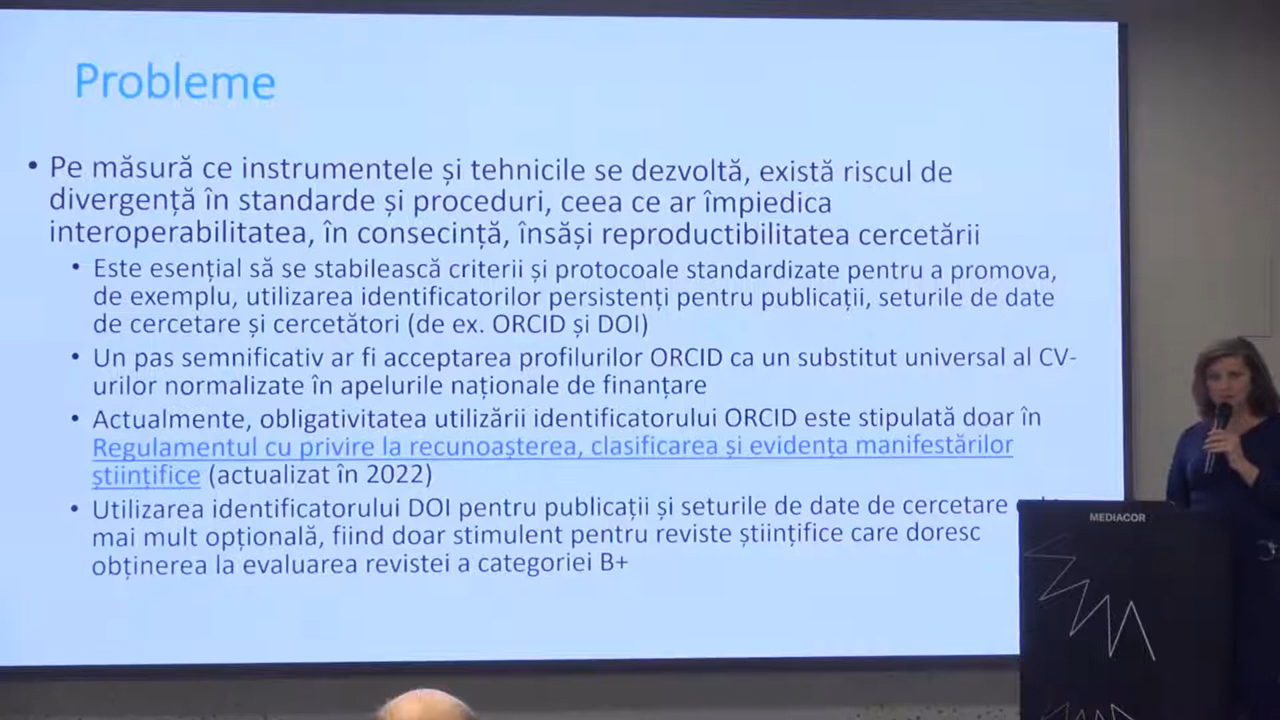 Probleme
• Pe măsură ce instrumentele și tehnicile se dezvoltă, există riscul de
divergență în standarde și proceduri, ceea ce ar împiedica
interoperabilitatea, în consecință, însăși reproductibilitatea cercetării
• Este esențial să se stabilească criterii și protocoale standardizate pentru a promova,
de exemplu, utilizarea identificatorilor persistenți pentru publicații, seturile de date
de cercetare și cercetători (de ex. ORCID și DOI)
• Un pas semnificativ ar fi acceptarea profilurilor ORCID ca un substitut universal al CV-
urilor normalizate în apelurile naționale de finanțare
• Actualmente, obligativitatea utilizării identificatorului ORCID este stipulată doar în
Regulamentul cu privire la recunoașterea, clasificarea și evidența manifestărilor
științifice (actualizat în 2022)
• Utilizarea identificatorului DOI pentru publicații și seturile de date de cercetare
mai mult opțională, fiind doar stimulent pentru reviste științifice care doresc
obținerea la evaluarea revistei a categoriei B+
MEDIACOR